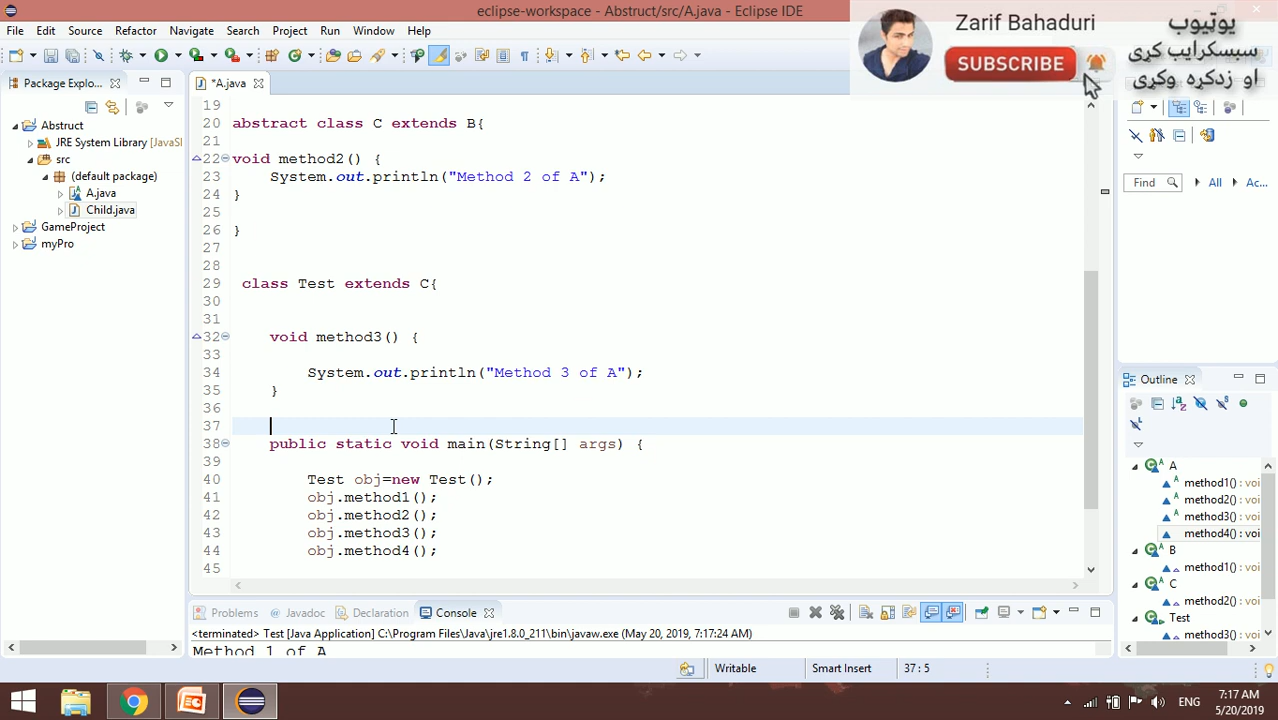 eclipse-workspace - Abstruct/src/A.java - Eclipse IDE
File Edit Source Refactor Navigate Search Project Run Window Help
Zarif Bahaduri
SUBSCRIBE
یوټیوب
سبسکرایب کړی
او زدکړه وکړی
Package Explo...
*A.java
Abstruct
JRE System Library [JavaS
src
(default package)
A.java
Child.java
GameProject
myPro
19
20 abstract class C extends B{
21
22 void method2() {
23 System.out.println("Method 2 of A");
24 }
25
26 }
27
28
29 class Test extends C{
30
31
32 void method3() {
33
34 System.out.println("Method 3 of A");
35 }
36
37
38 public static void main(String[] args) {
39
40 Test obj=new Test();
41 obj.method1();
42 obj.method2();
43 obj.method3();
44 obj.method4();
45
Find All Ac...
Outline
A
method1() : voi
method2() : voi
method3() : voi
method4() : voi
B
method1() : voi
C
method2() : voi
Test
method3() : voi
Problems Javadoc Declaration Console
<terminated> Test [Java Application] C:\Program Files\Java\jre1.8.0_211\bin\javaw.exe (May 20, 2019, 7:17:24 AM)
Method 1 of A
Writable Smart Insert 37 : 5
ENG
7:17 AM
5/20/2019